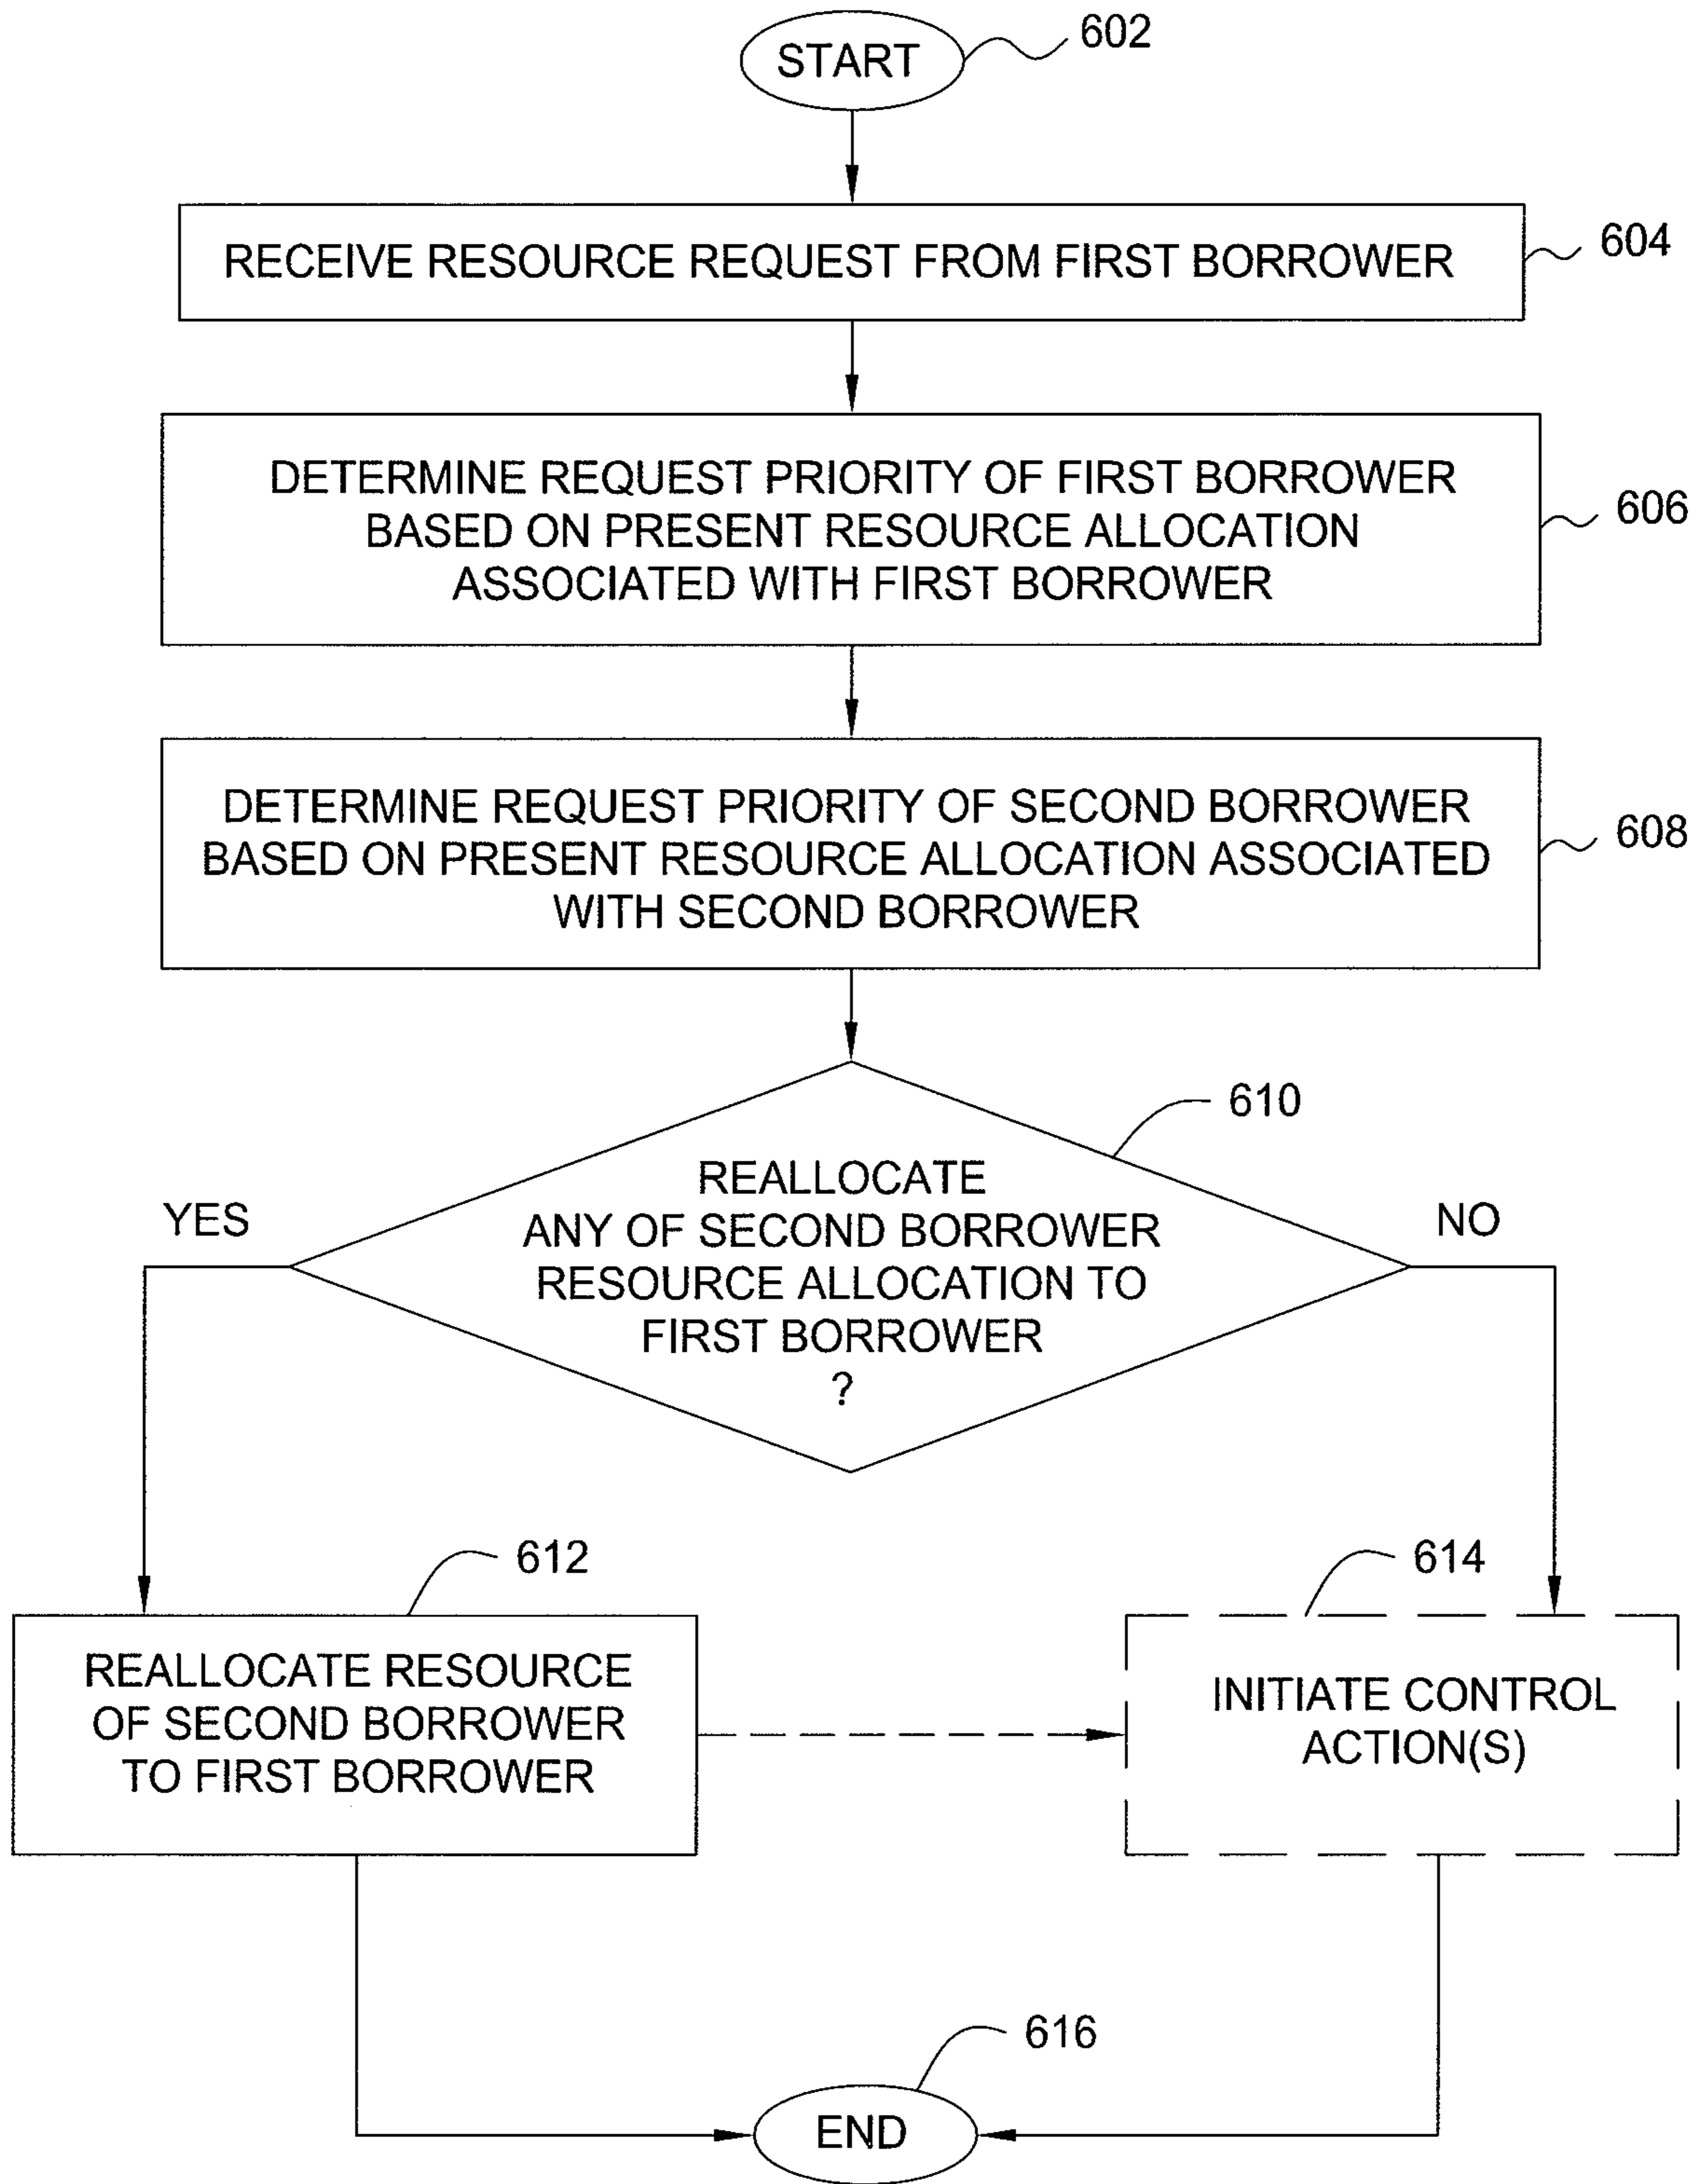 START
602
RECEIVE RESOURCE REQUEST FROM FIRST BORROWER
604
DETERMINE REQUEST PRIORITY OF FIRST BORROWER
BASED ON PRESENT RESOURCE ALLOCATION
ASSOCIATED WITH FIRST BORROWER
606
DETERMINE REQUEST PRIORITY OF SECOND BORROWER
BASED ON PRESENT RESOURCE ALLOCATION ASSOCIATED
WITH SECOND BORROWER
608
610
REALLOCATE
ANY OF SECOND BORROWER
RESOURCE ALLOCATION TO
FIRST BORROWER
?
YES
NO
612
REALLOCATE RESOURCE
OF SECOND BORROWER
TO FIRST BORROWER
614
INITIATE CONTROL
ACTION(S)
616
END